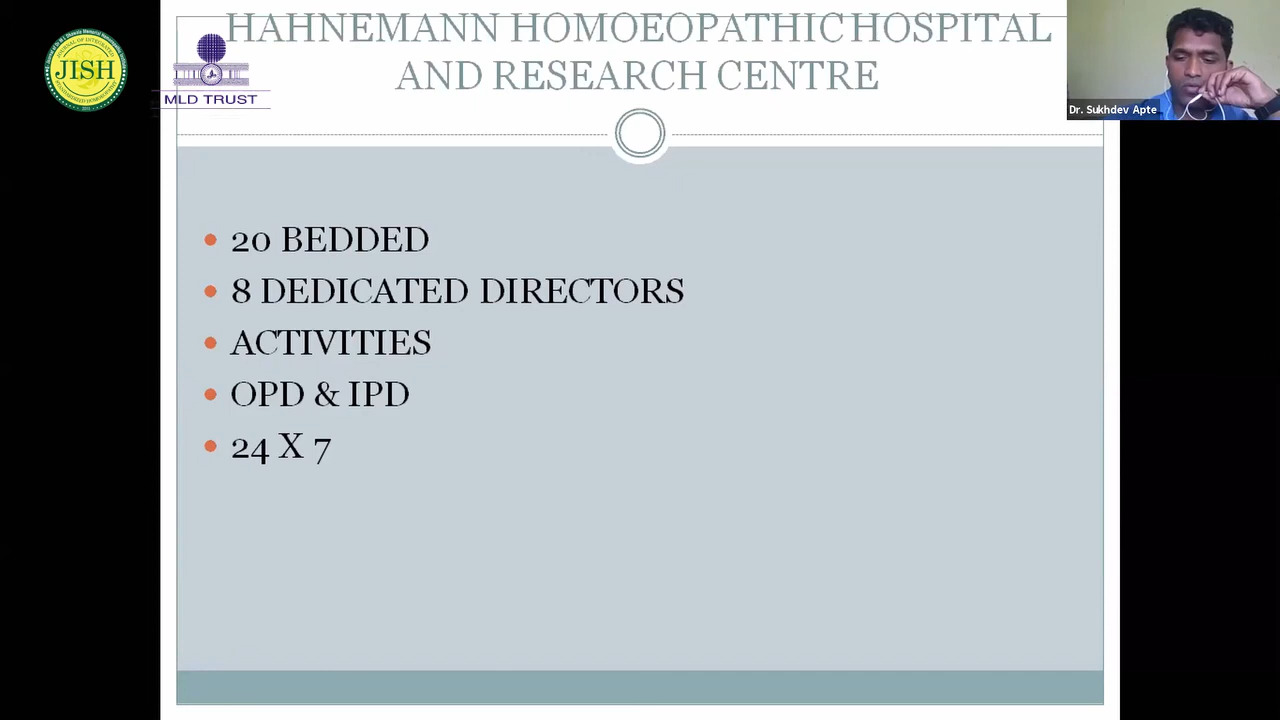 HAHNEMANN HOMOEOPATHIC HOSPITAL
AND RESEARCH CENTRE
JISH
MLD TRUST
Dr. Sukhdev Apte
20 BEDDED
8 DEDICATED DIRECTORS
ACTIVITIES
OPD & IPD
24 X 7